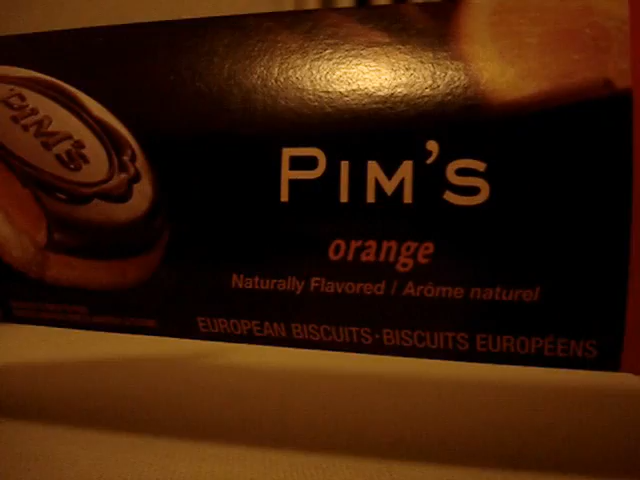 PIM'S
PIM'S
orange
Naturally Flavored / Arôme naturel
EUROPEAN BISCUITS · BISCUITS EUROPÉENS